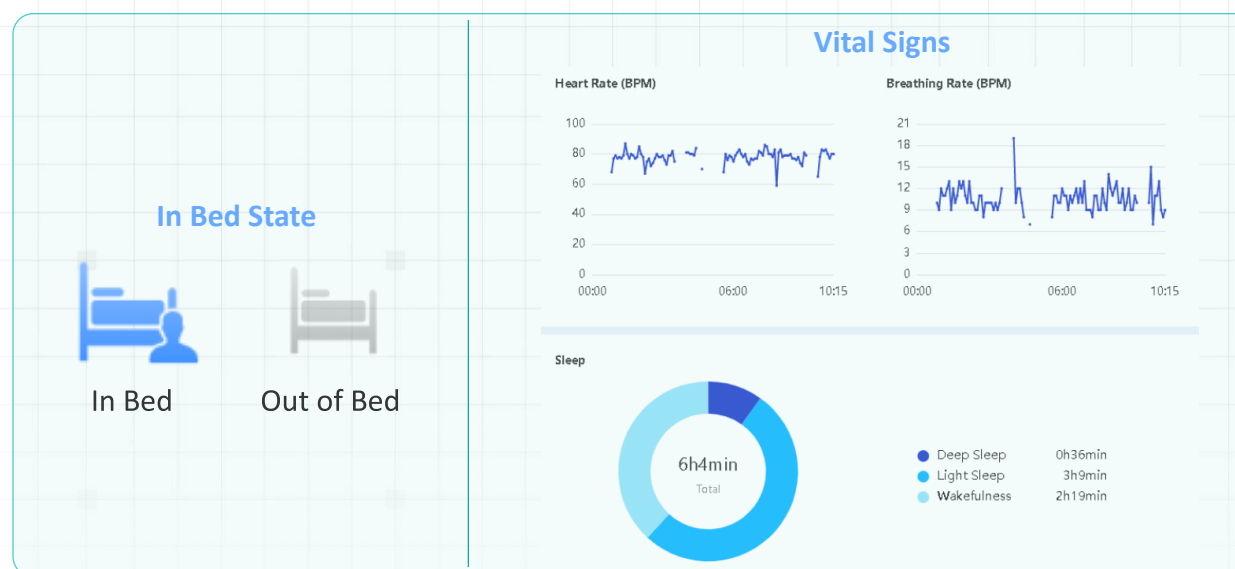 In Bed State
In Bed
Out of Bed
Vital Signs
Heart Rate (BPM)
100
80
60
40
20
0
00:00
06:00
10:15
Breathing Rate (BPM)
21
18
15
12
9
6
3
0
00:00
06:00
10:15
Sleep
6h4min
Total
Deep Sleep 0h36min
Light Sleep 3h9min
Wakefulness 2h19min